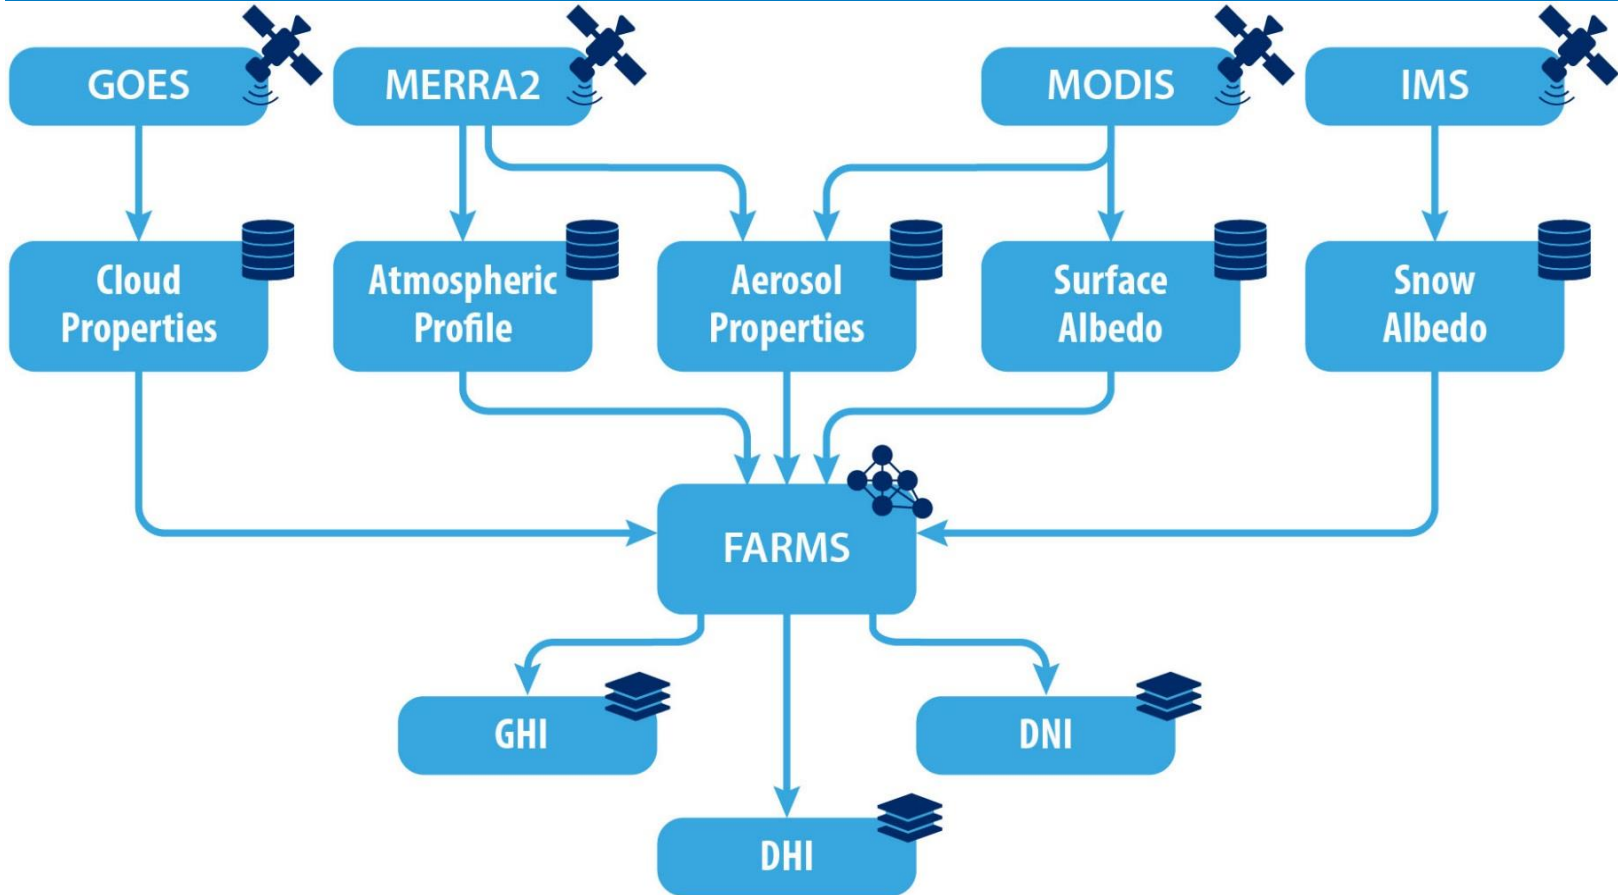 GOES
MERRA2
MODIS
IMS
Cloud
Properties
Atmospheric
Profile
Aerosol
Properties
Surface
Albedo
Snow
Albedo
FARMS
GHI
DNI
DHI